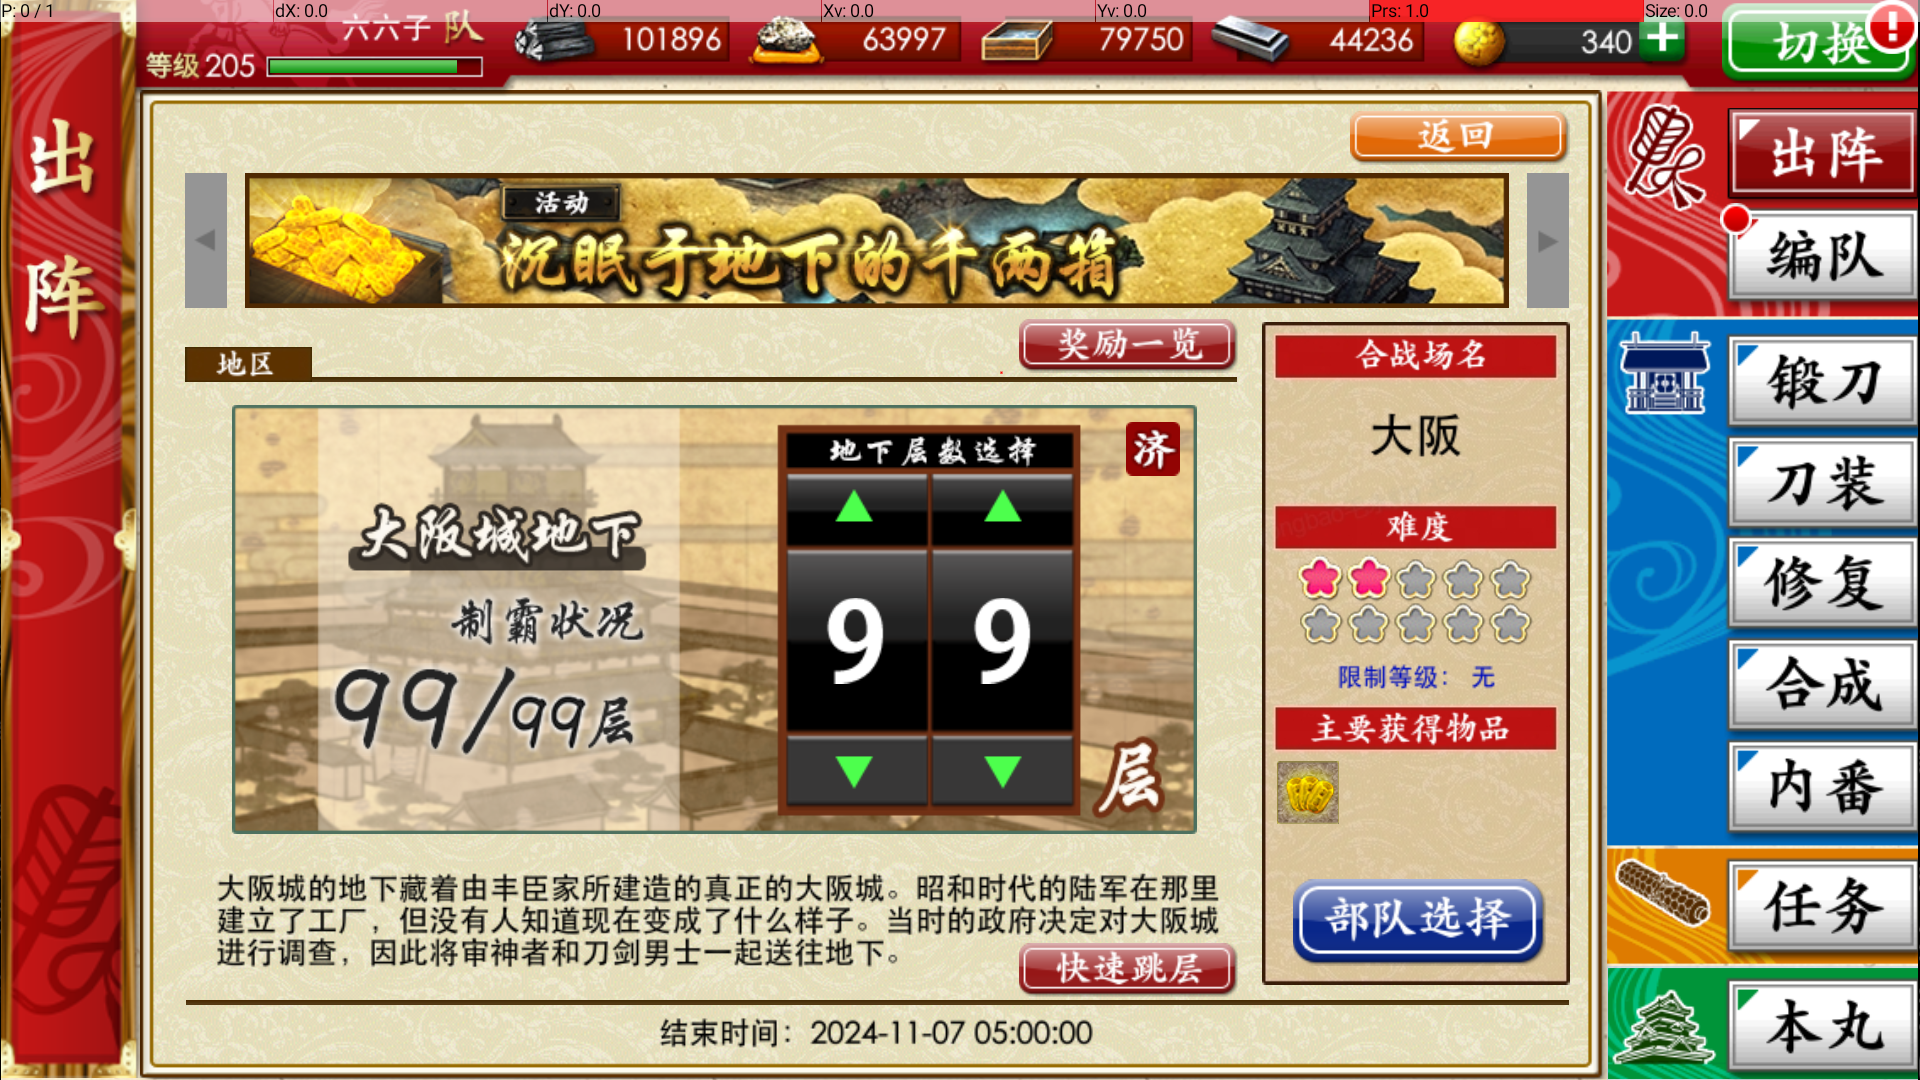 P: 0 / 1
dX: 0.0
dY: 0.0
Xv: 0.0
Yv: 0.0
Prs: 1.0
Size: 0.0
六六子 队
等级 205
101896
63997
79750
44236
340
切换
出阵
返回
活动
沉眠于地下的千两箱
奖励一览
地区
大阪城地下
制霸状况
99/99层
地下层数选择
9 9
层
济
合战场名
大阪
难度
限制等级： 无
主要获得物品
部队选择
大阪城的地下藏着由丰臣家所建造的真正的大阪城。昭和时代的陆军在那里
建立了工厂，但没有人知道现在变成了什么样子。当时的政府决定对大阪城
进行调查，因此将审神者和刀剑男士一起送往地下。
快速跳层
结束时间：2024-11-07 05:00:00
出阵
编队
锻刀
刀装
修复
合成
内番
任务
本丸